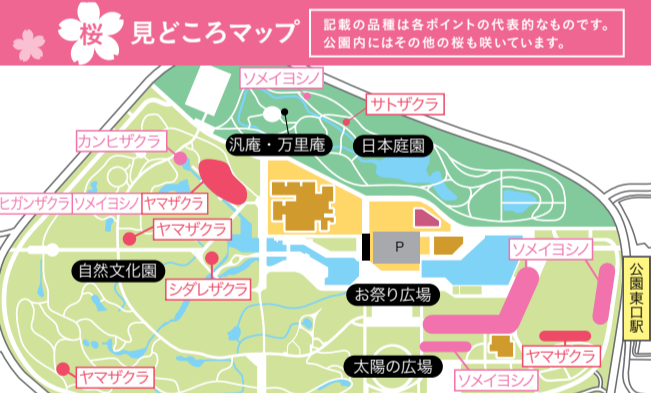 桜 見どころマップ
記載の品種は各ポイントの代表的なものです。
公園内にはその他の桜も咲いています。
ソメイヨシノ
サトザクラ
カンヒザクラ
汎庵・万里庵
日本庭園
ヒガンザクラ
ソメイヨシノ
ヤマザクラ
ヤマザクラ
自然文化園
シダレザクラ
P
ソメイヨシノ
公園東口駅
お祭り広場
太陽の広場
ヤマザクラ
ソメイヨシノ
ヤマザクラ